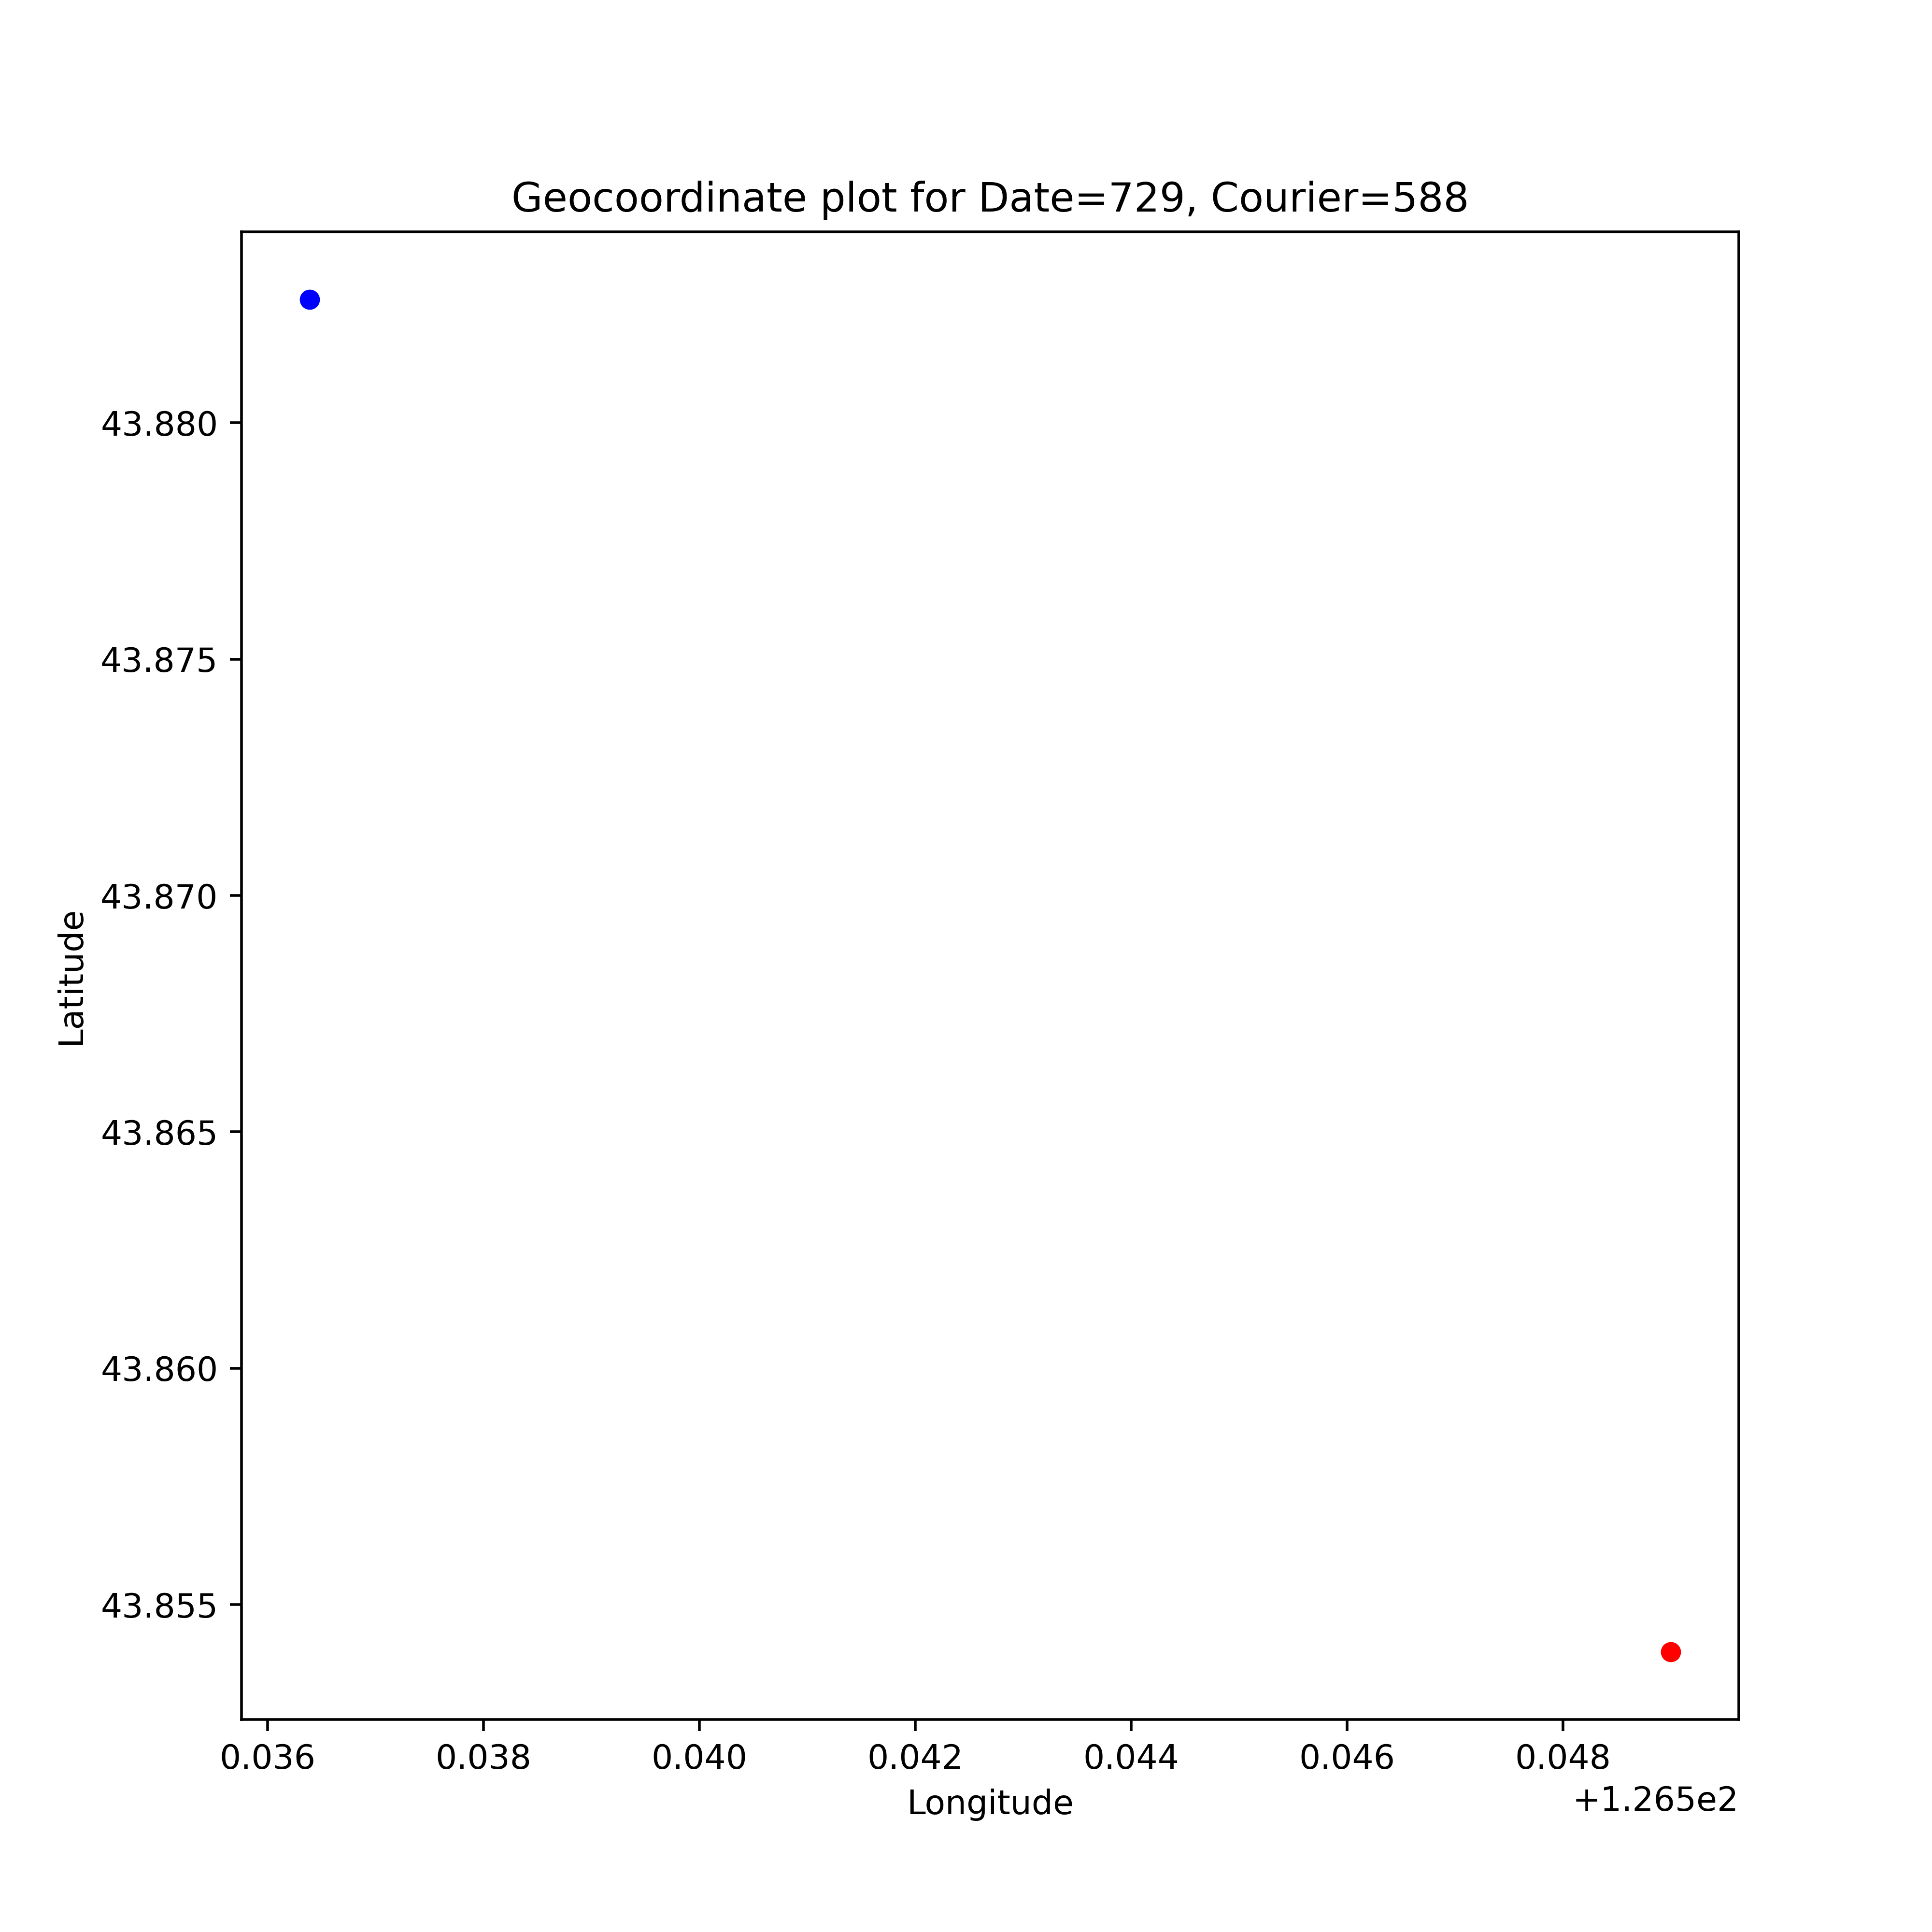 Geocoordinate plot for Date=729, Courier=588
Latitude
43.880
43.875
43.870
43.865
43.860
43.855
0.036 0.038 0.040 0.042 0.044 0.046 0.048
+1.265e2
Longitude